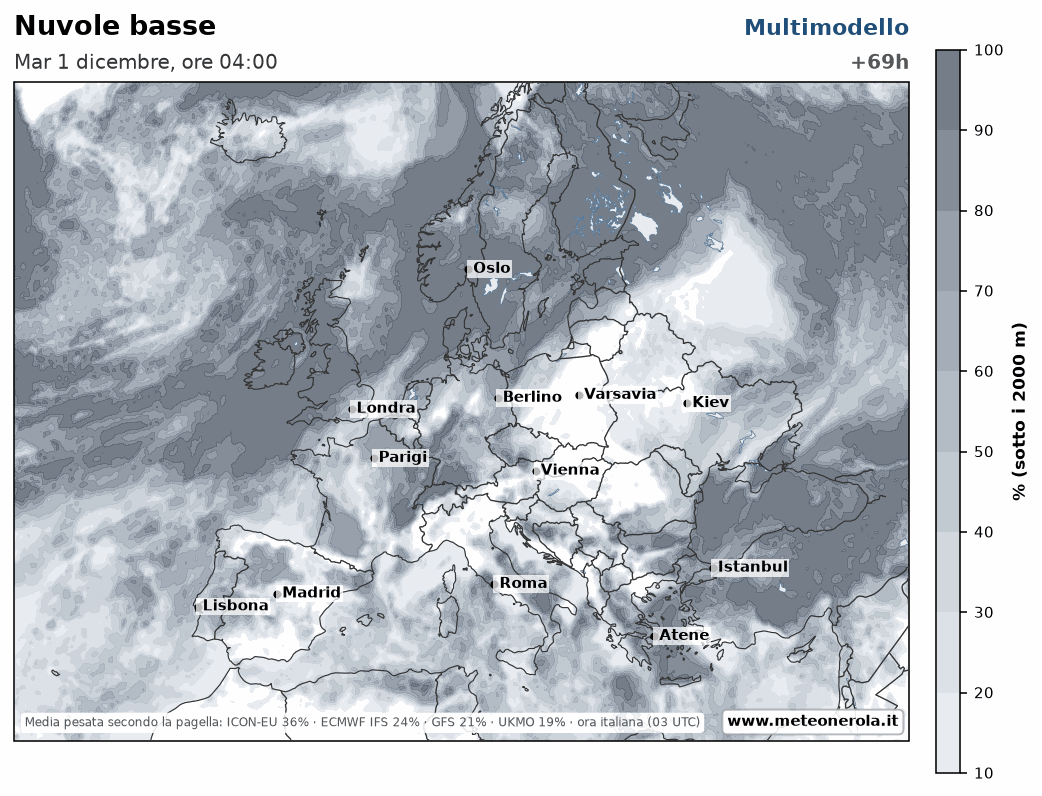 Nuvole basse
Multimodello
Mar 1 dicembre, ore 04:00
+69h
Oslo
Londra
Berlino
Varsavia
Kiev
Parigi
Vienna
Istanbul
Roma
Madrid
Lisbona
Atene
Media pesata secondo la pagella: ICON-EU 36% · ECMWF IFS 24% · GFS 21% · UKMO 19% · ora italiana (03 UTC)
www.meteonerola.it
100
90
80
70
60
50
40
30
20
10
% (sotto i 2000 m)